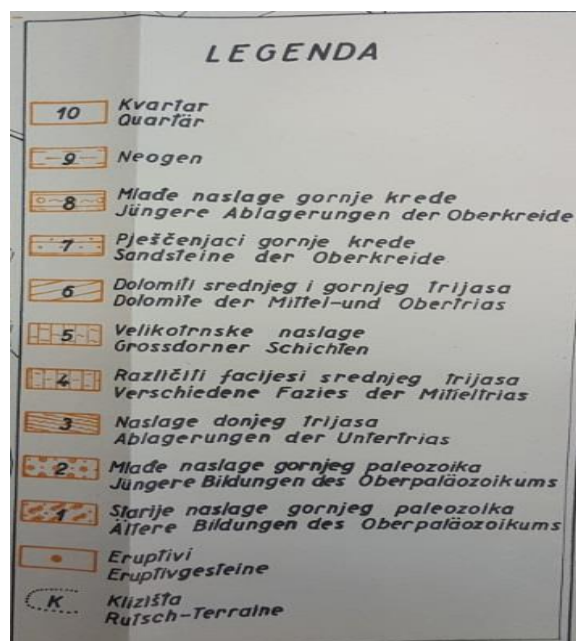 LEGENDA
10 Kvartar
Quartär
9 Neogen
8 Mlađe naslage gornje krede
Jüngere Ablagerungen der Oberkreide
7 Pješčenjaci gornje krede
Sandsteine der Oberkreide
6 Dolomiti srednjeg i gornjeg trijasa
Dolomite der Mittel-und Obertrias
5 Velikotrnske naslage
Grossdorner Schichten
4 Različiti facijesi srednjeg trijasa
Verschiedene Fazies der Mitteltrias
3 Naslage donjeg trijasa
Ablagerungen der Untertrias
2 Mlađe naslage gornjeg paleozoika
Jüngere Bildungen des Oberpaläozoikums
1 Starije naslage gornjeg paleozoika
Ältere Bildungen des Oberpaläozoikums
Eruptivi
Eruptivgesteine
K Klizišta
Rutsch-Terraine